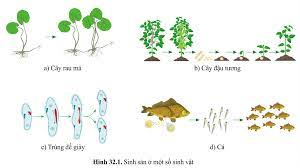 a) Cây rau má
b) Cây đậu tương
c) Trùng đế giày
d) Cá
Hình 32.1. Sinh sản ở một số sinh vật